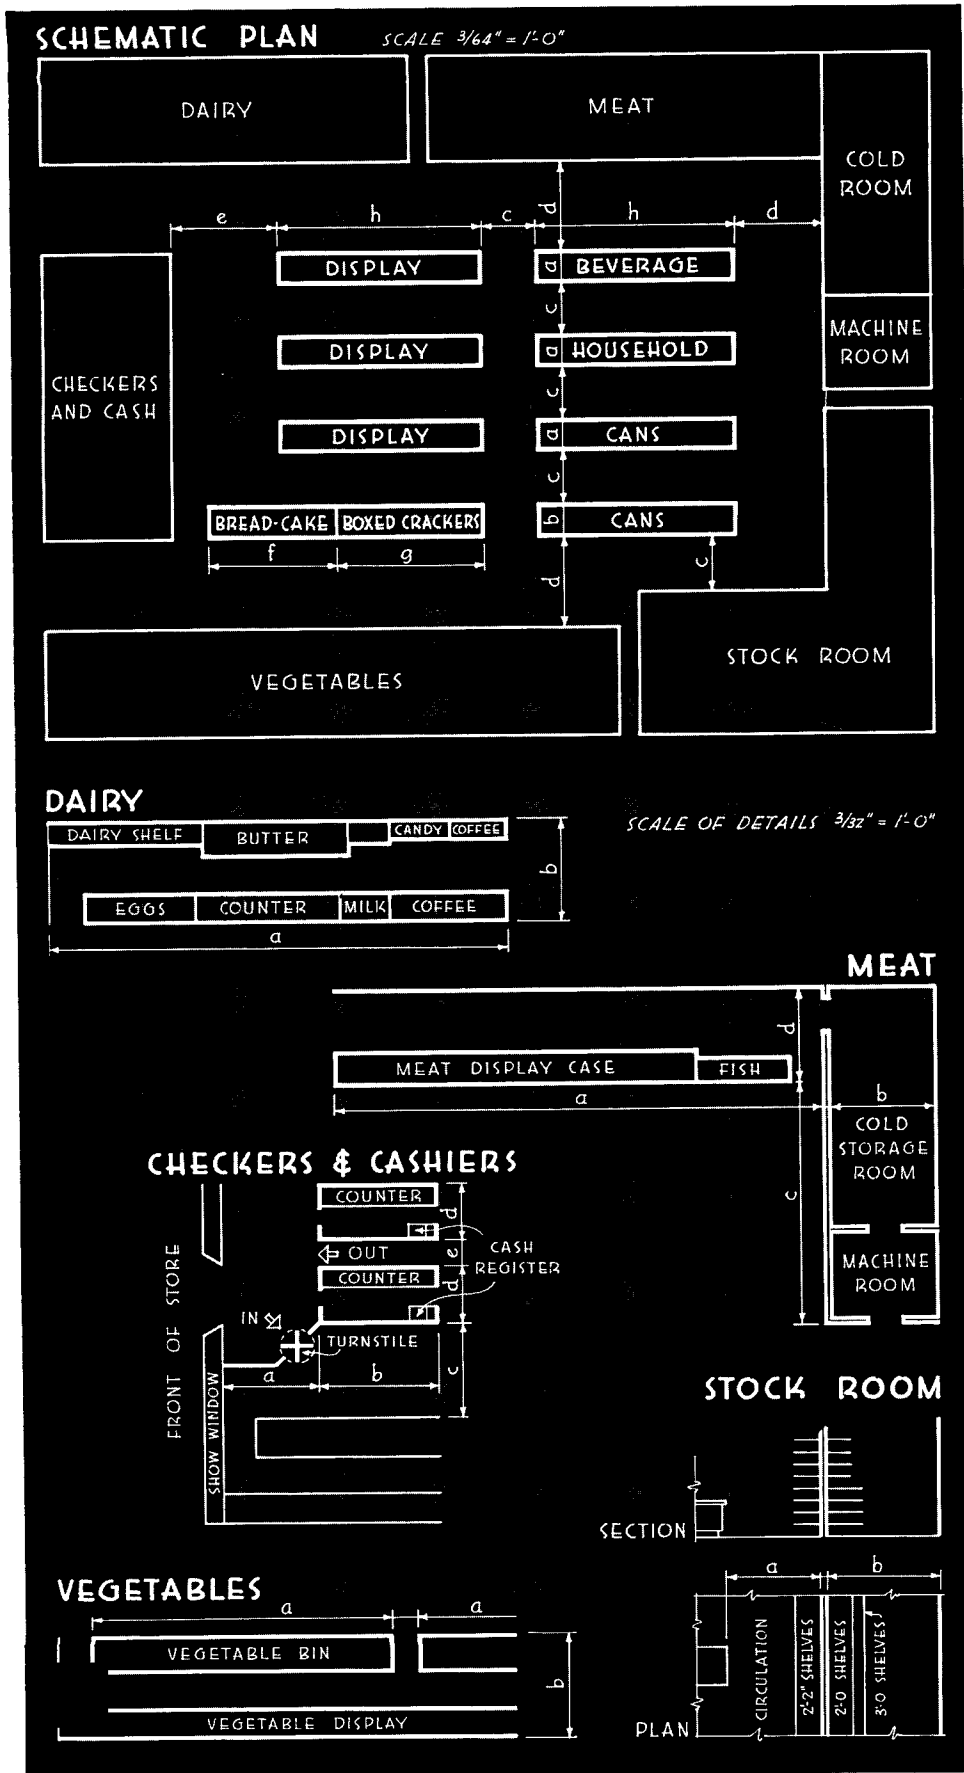 SCHEMATIC PLAN SCALE 3/64" = 1'-0"
DAIRY
MEAT
COLD
ROOM
e h c h d
d
DISPLAY
a BEVERAGE
c
MACHINE
ROOM
DISPLAY
a HOUSEHOLD
CHECKERS
AND CASH
c
DISPLAY
a CANS
c
BREAD-CAKE BOXED CRACKERS
b CANS
f g
d
c
STOCK ROOM
VEGETABLES
DAIRY
SCALE OF DETAILS 3/32" = 1'-0"
DAIRY SHELF BUTTER CANDY COFFEE
b
EGGS COUNTER MILK COFFEE
a
MEAT
d
MEAT DISPLAY CASE FISH
a b
COLD
STORAGE
ROOM
c
MACHINE
ROOM
CHECKERS & CASHIERS
COUNTER
d
OUT
e
CASH
REGISTER
COUNTER
d
FRONT OF STORE
IN
TURNSTILE
a b
c
SHOW WINDOW
STOCK ROOM
SECTION
a b
CIRCULATION
2'-2" SHELVES
2'-0 SHELVES
3'-0 SHELVES
PLAN
VEGETABLES
a a
VEGETABLE BIN
b
VEGETABLE DISPLAY